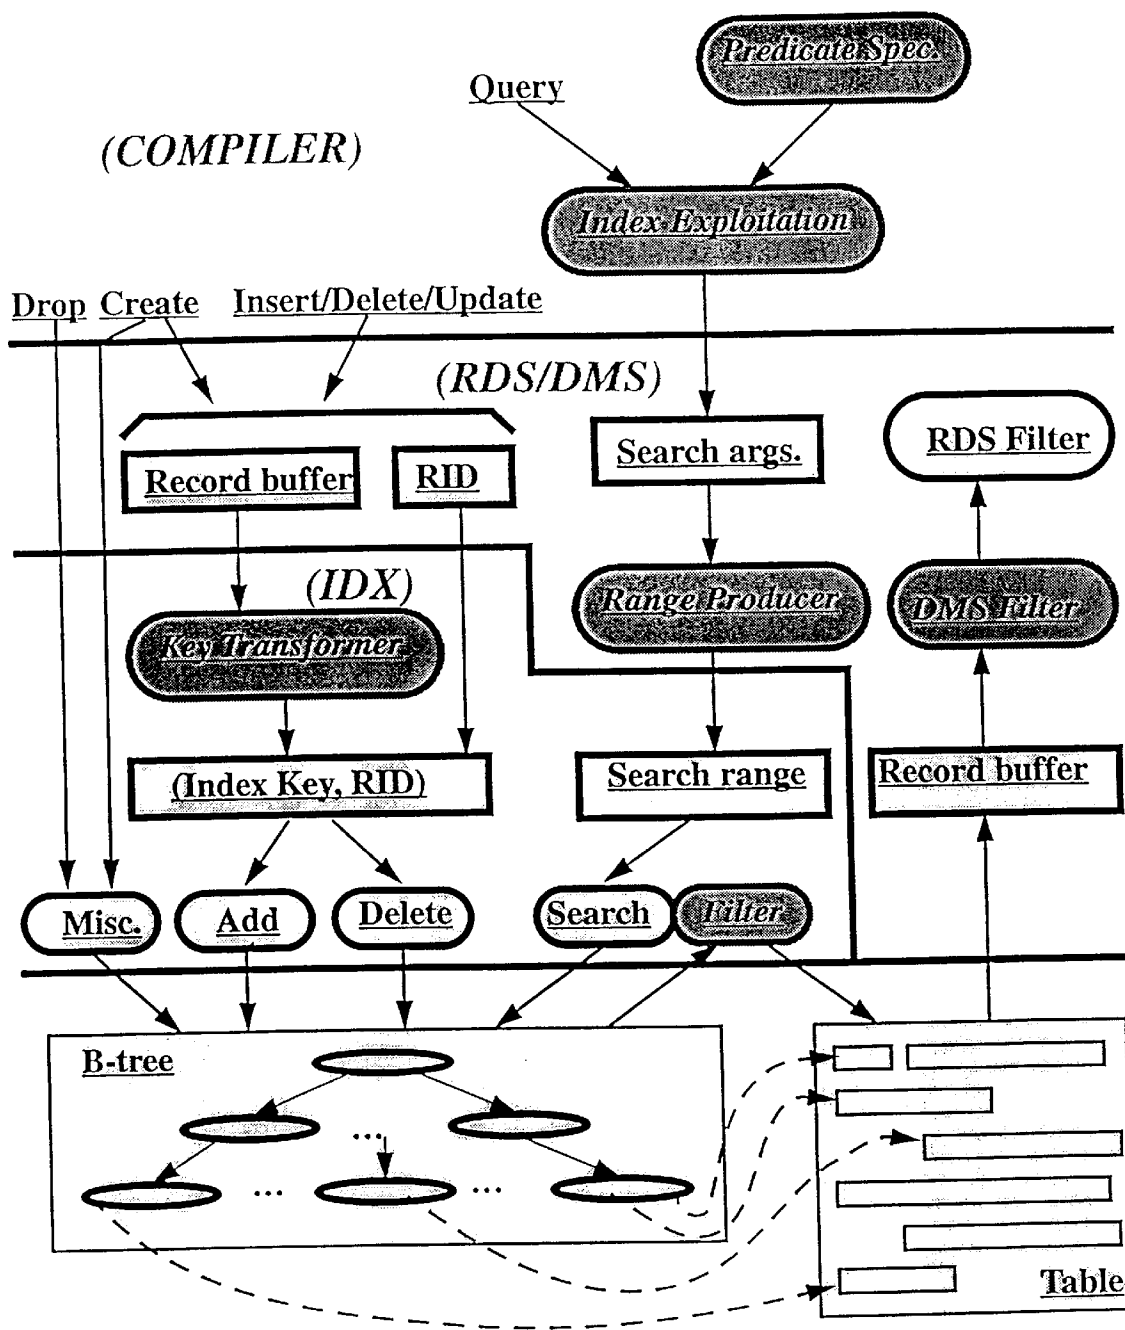 Predicate Spec.
Query
(COMPILER)
Index Exploitation
Drop Create Insert/Delete/Update
(RDS/DMS)
Search args.
RDS Filter
Record buffer
RID
(IDX)
Range Producer
DMS Filter
Key Transformer
(Index Key, RID)
Search range
Record buffer
Misc.
Add
Delete
Search
Filter
B-tree
...
... ...
Table